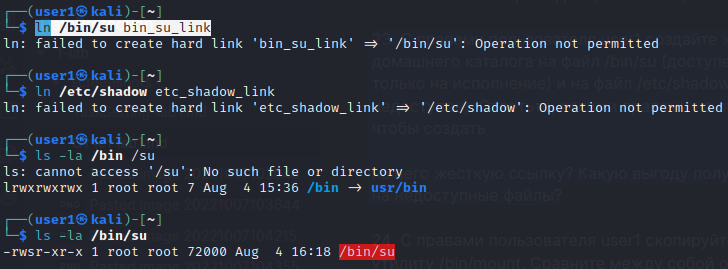 ┌──(user1㉿kali)-[~]
└─$ ln /bin/su bin_su_link
ln: failed to create hard link 'bin_su_link' ⇒ '/bin/su': Operation not permitted
┌──(user1㉿kali)-[~]
└─$ ln /etc/shadow etc_shadow_link
ln: failed to create hard link 'etc_shadow_link' ⇒ '/etc/shadow': Operation not permitted
┌──(user1㉿kali)-[~]
└─$ ls -la /bin /su
ls: cannot access '/su': No such file or directory
lrwxrwxrwx 1 root root 7 Aug  4 15:36 /bin → usr/bin
┌──(user1㉿kali)-[~]
└─$ ls -la /bin/su
-rwsr-xr-x 1 root root 72000 Aug  4 16:18 /bin/su